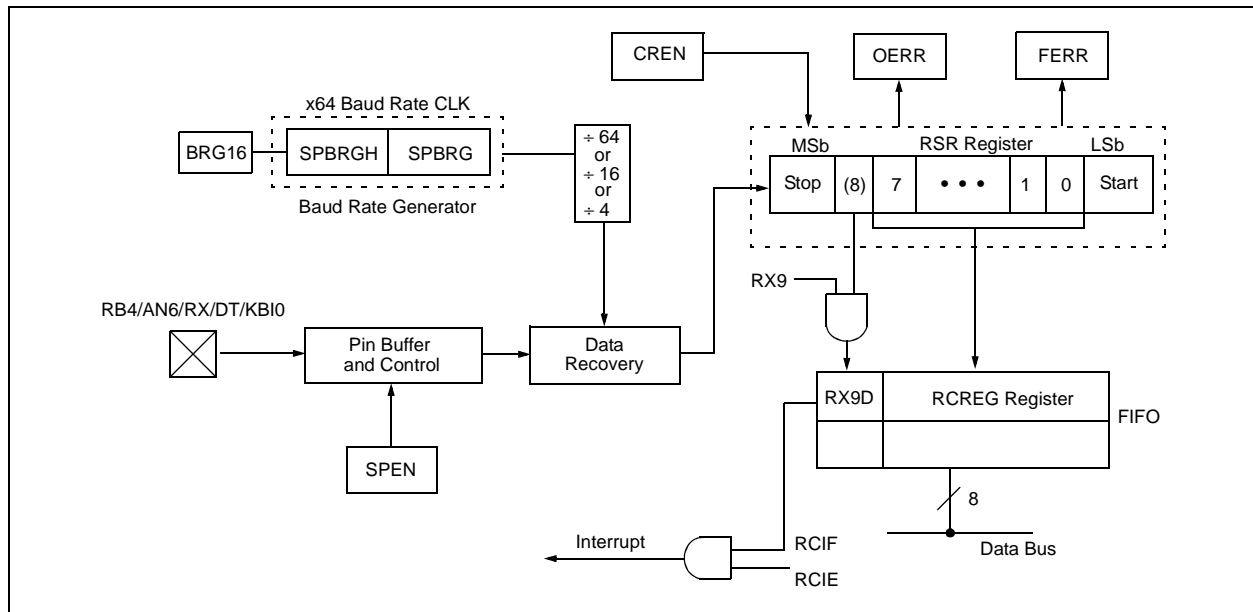 CREN
OERR
FERR
x64 Baud Rate CLK
BRG16
SPBRGH
SPBRG
Baud Rate Generator
÷ 64
or
÷ 16
or
÷ 4
MSb
RSR Register
LSb
Stop
(8)
7
• • •
1
0
Start
RX9
RB4/AN6/RX/DT/KBI0
Pin Buffer
and Control
Data
Recovery
SPEN
RX9D
RCREG Register
FIFO
8
Data Bus
Interrupt
RCIF
RCIE